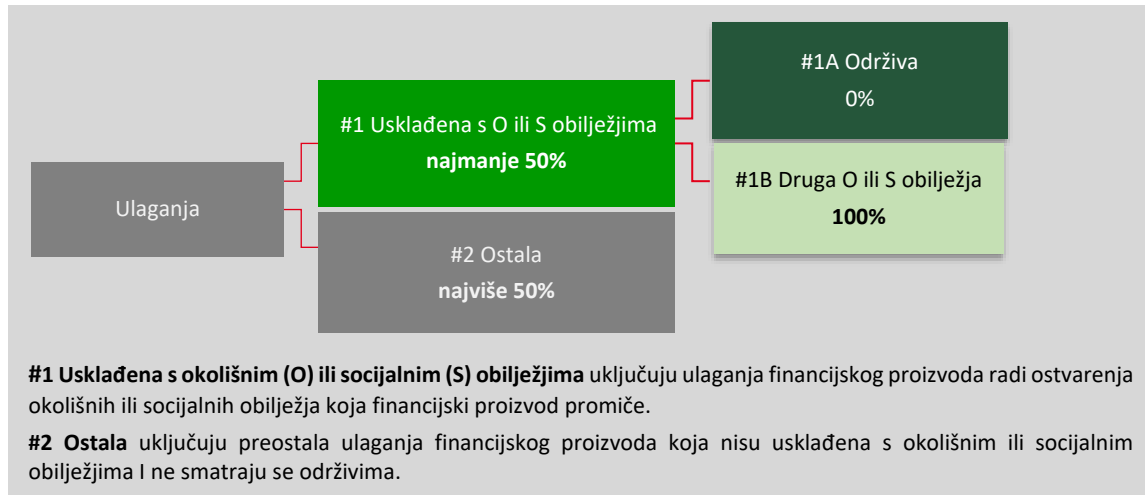 #1A Održiva
0%
#1 Usklađena s O ili S obilježjima
najmanje 50%
#1B Druga O ili S obilježja
100%
Ulaganja
#2 Ostala
najviše 50%
#1 Usklađena s okolišnim (O) ili socijalnim (S) obilježjima uključuju ulaganja financijskog proizvoda radi ostvarenja
okolišnih ili socijalnih obilježja koja financijski proizvod promiče.
#2 Ostala uključuju preostala ulaganja financijskog proizvoda koja nisu usklađena s okolišnim ili socijalnim
obilježjima I ne smatraju se održivima.